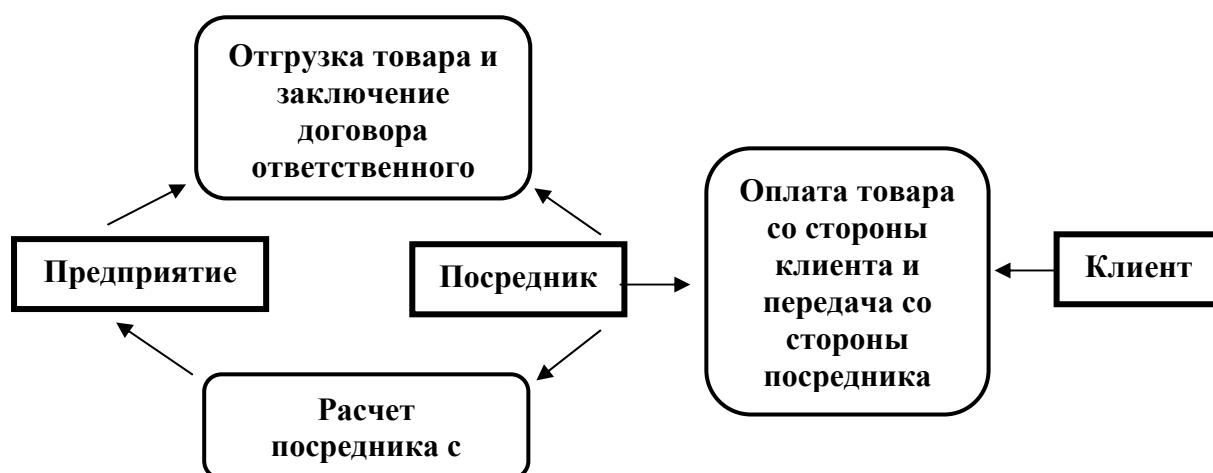 Отгрузка товара и
заключение
договора
ответственного
Предприятие
Посредник
Оплата товара
со стороны
клиента и
передача со
стороны
посредника
Клиент
Расчет
посредника с